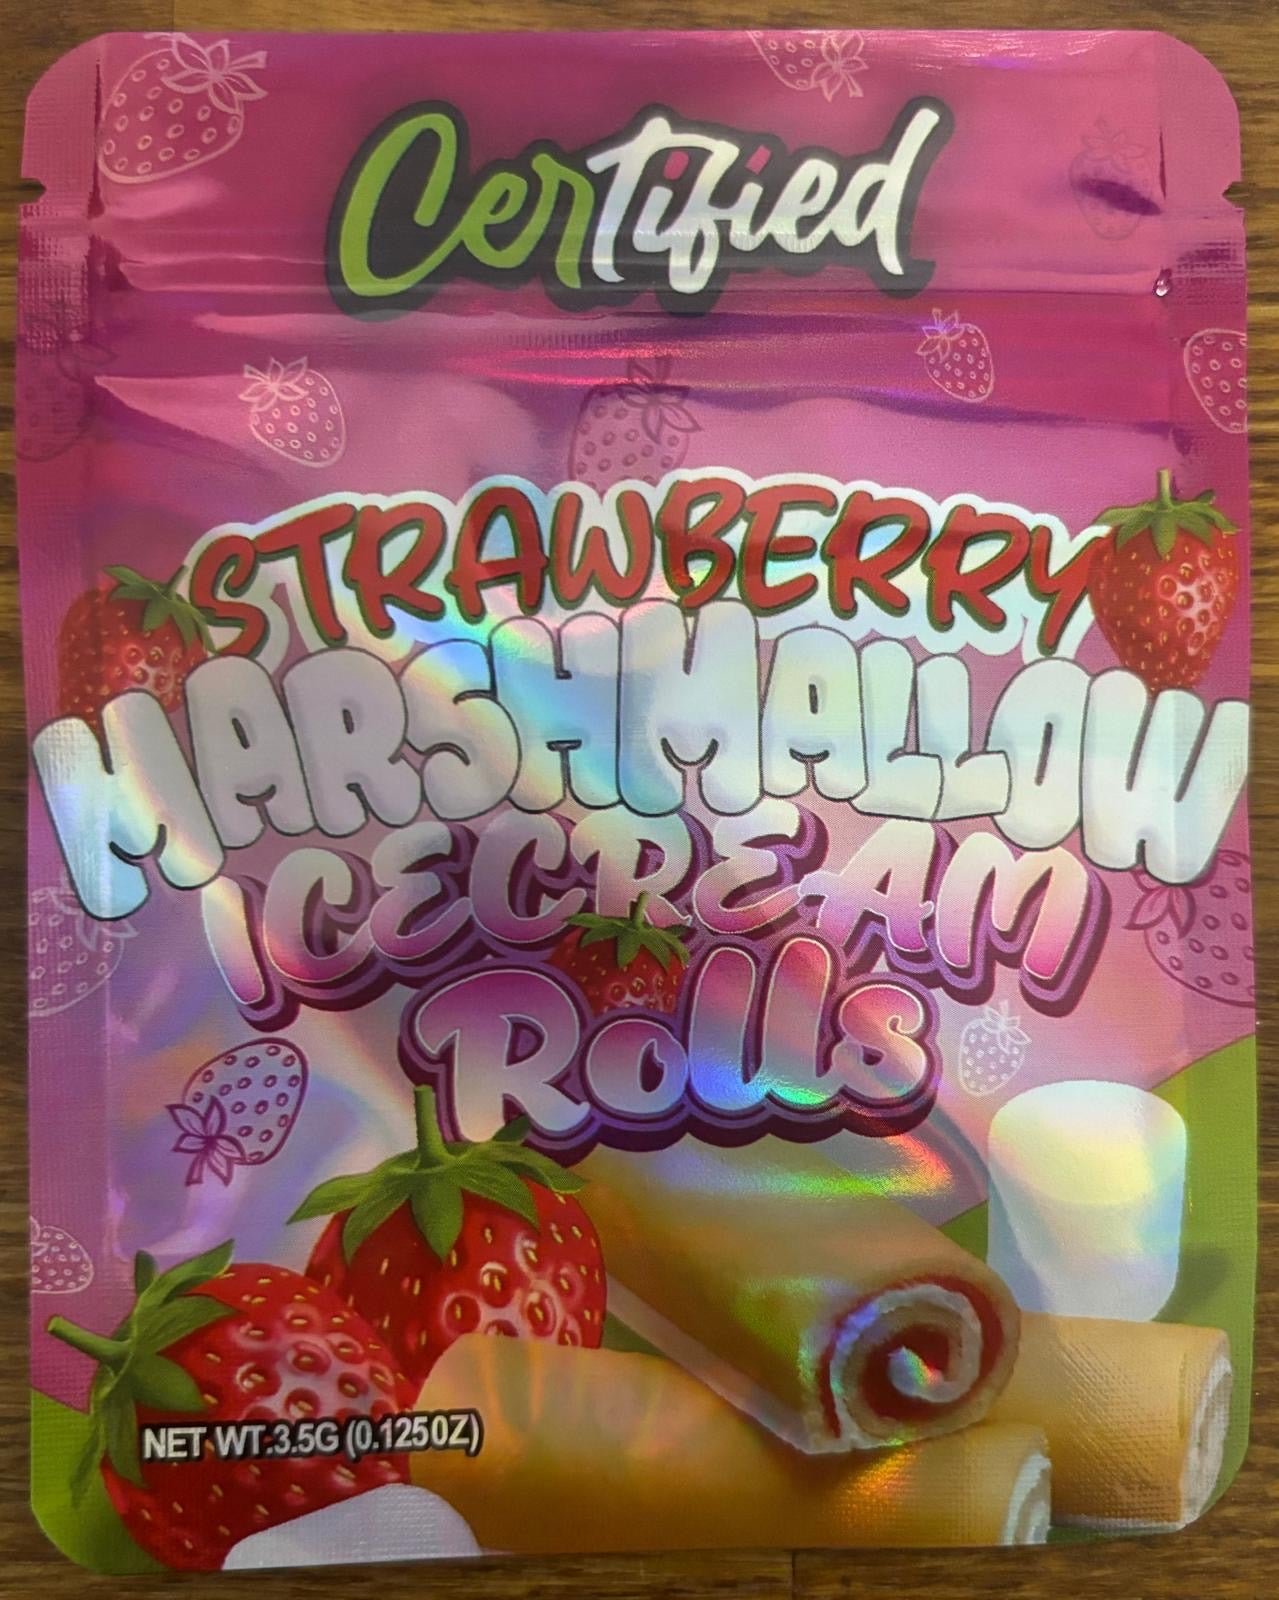 Certified
STRAWBERRY
MARSHMALLOW
ICECREAM
Rolls
NET WT.3.5G (0.125OZ)